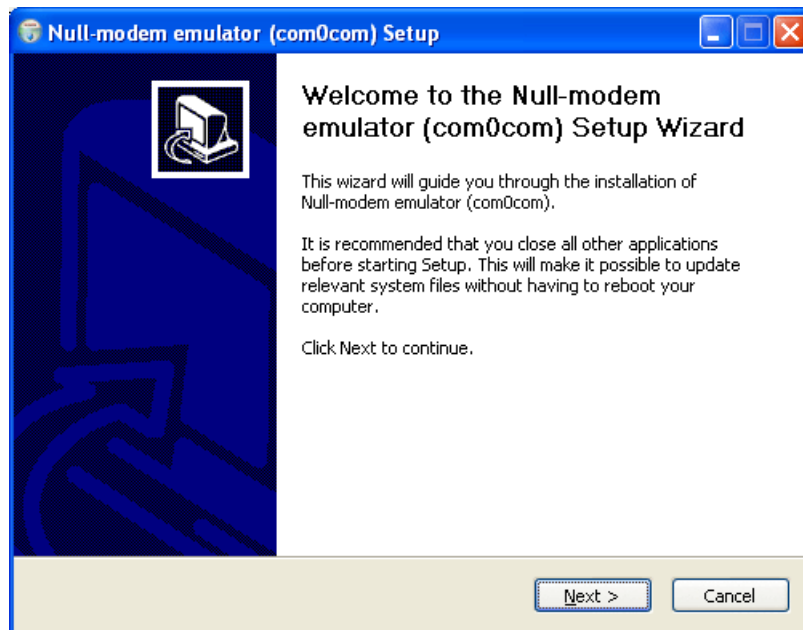 Null-modem emulator (com0com) Setup
Welcome to the Null-modem
emulator (com0com) Setup Wizard
This wizard will guide you through the installation of
Null-modem emulator (com0com).
It is recommended that you close all other applications
before starting Setup. This will make it possible to update
relevant system files without having to reboot your
computer.
Click Next to continue.
Next >
Cancel